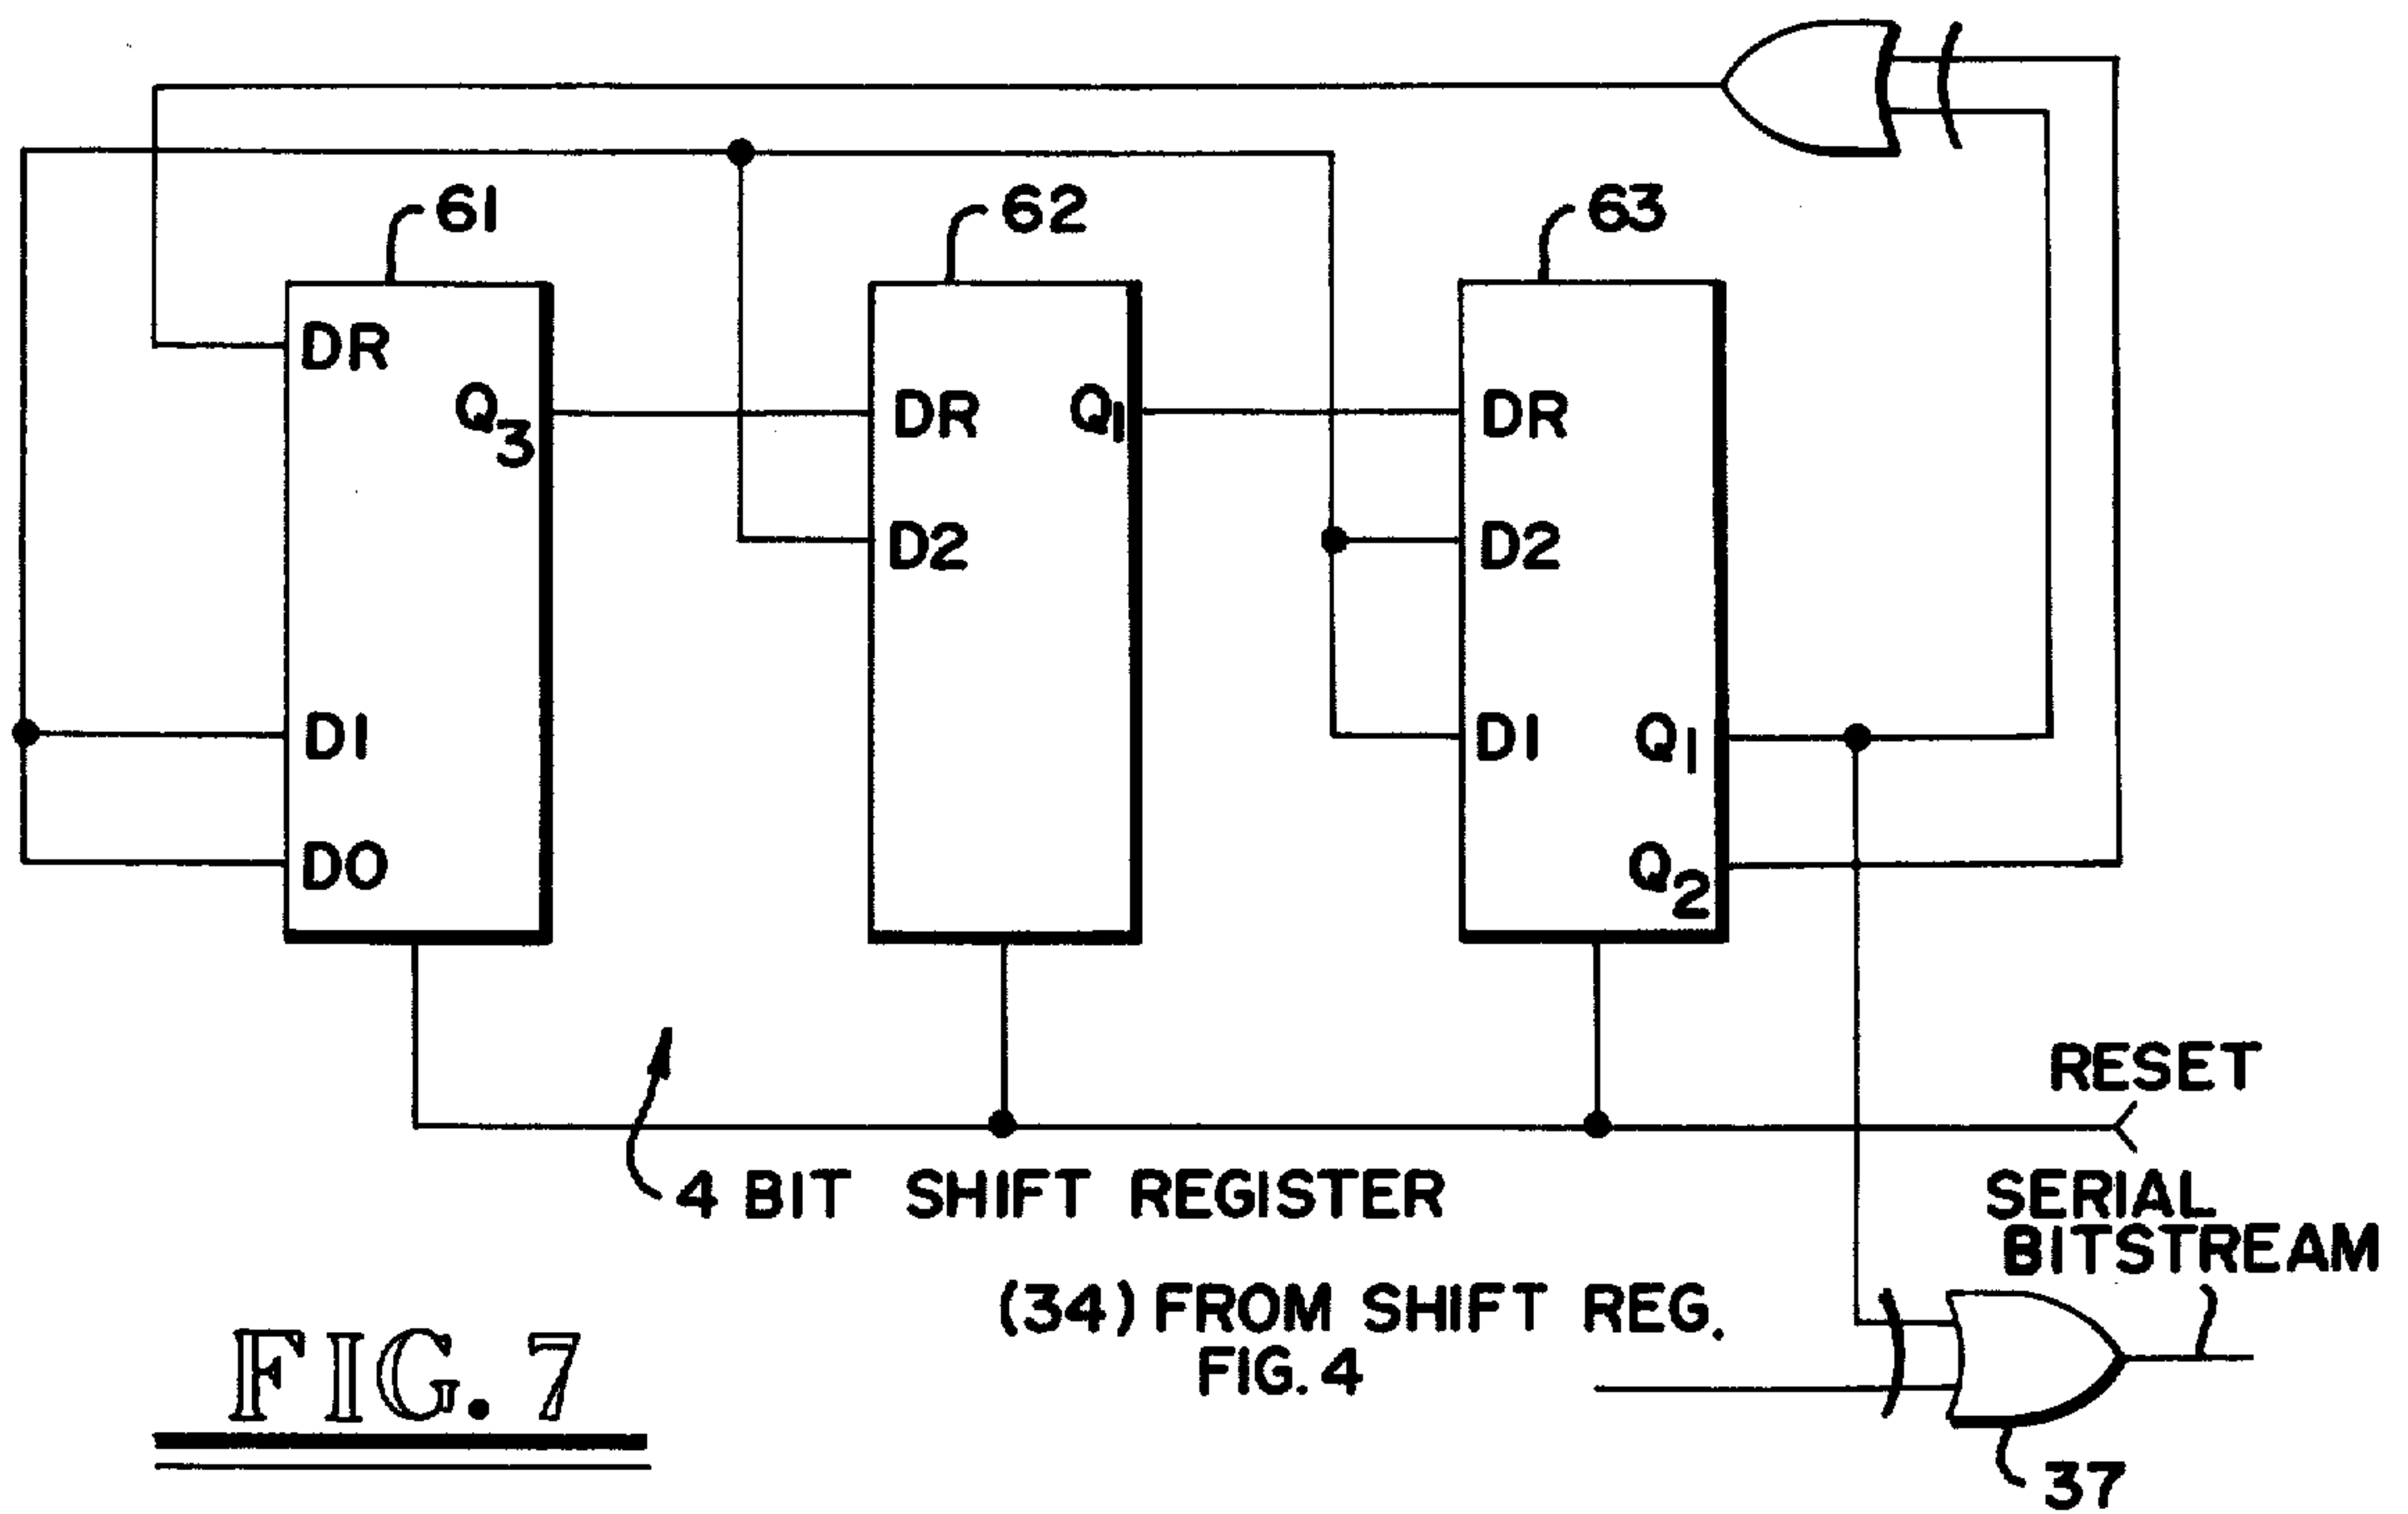 61
62
63
DR
Q3
DR
Q1
DR
D2
D2
D1
D1
Q1
DO
Q2
RESET
4 BIT SHIFT REGISTER
SERIAL
BITSTREAM
(34) FROM SHIFT REG.
FIG. 4
FIG. 7
37